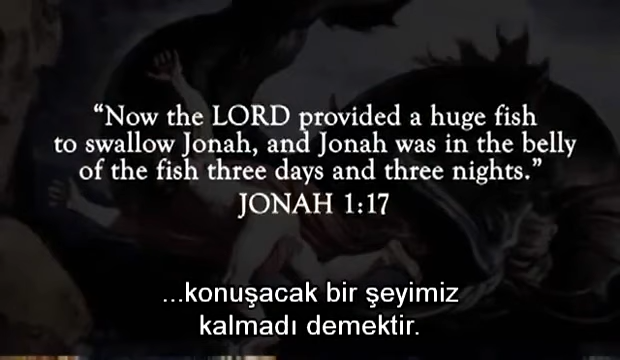 “Now the LORD provided a huge fish
to swallow Jonah, and Jonah was in the belly
of the fish three days and three nights.”
JONAH 1:17
...konuşacak bir şeyimiz
kalmadı demektir.